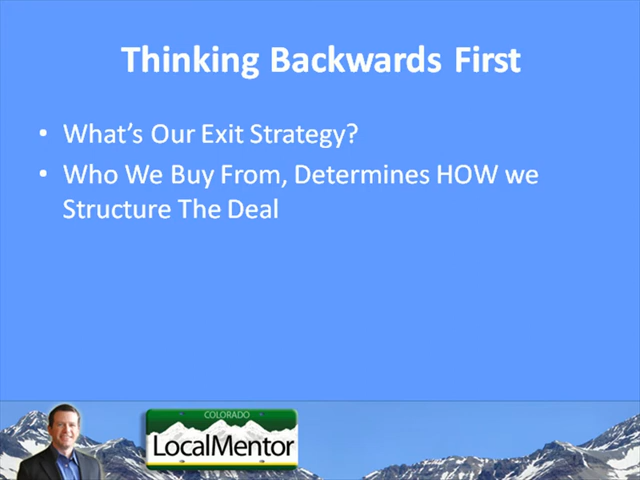 Thinking Backwards First
• What's Our Exit Strategy?
• Who We Buy From, Determines HOW we
Structure The Deal
COLORADO
LocalMentor